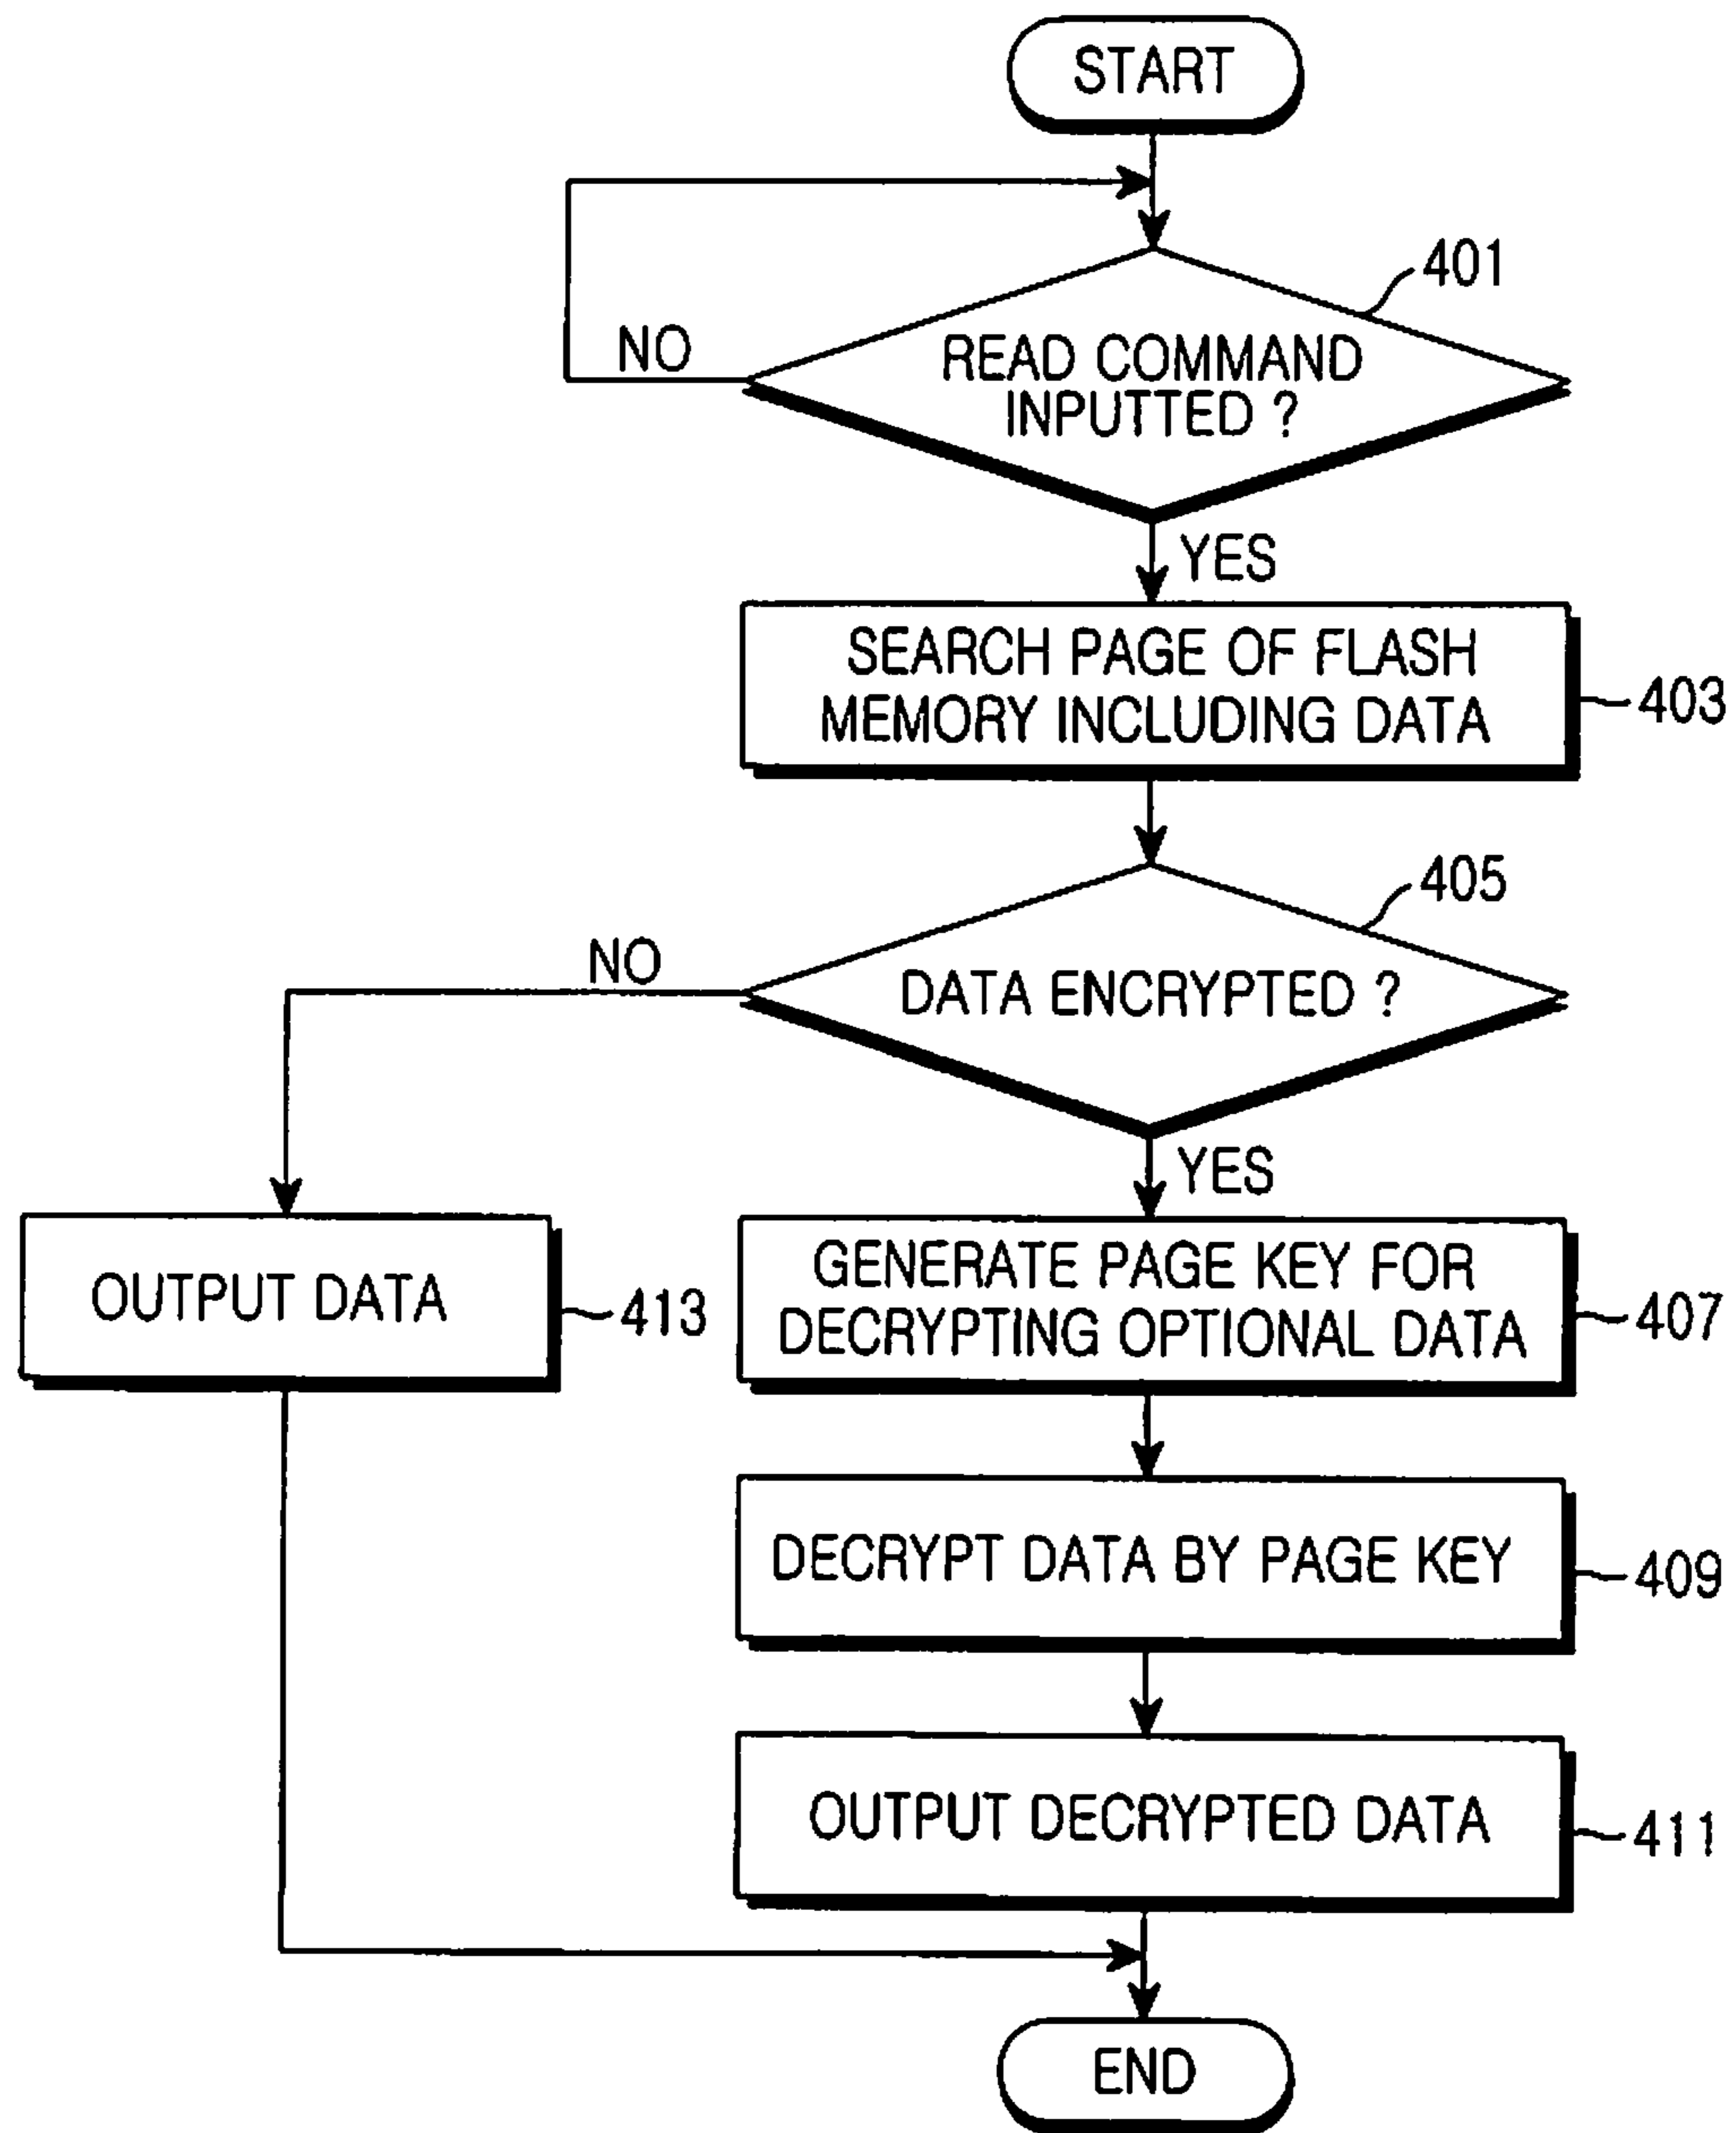 START
401
NO
READ COMMAND
INPUTTED ?
YES
SEARCH PAGE OF FLASH
MEMORY INCLUDING DATA
403
405
NO
DATA ENCRYPTED ?
YES
OUTPUT DATA
413
GENERATE PAGE KEY FOR
DECRYPTING OPTIONAL DATA
407
DECRYPT DATA BY PAGE KEY
409
OUTPUT DECRYPTED DATA
411
END